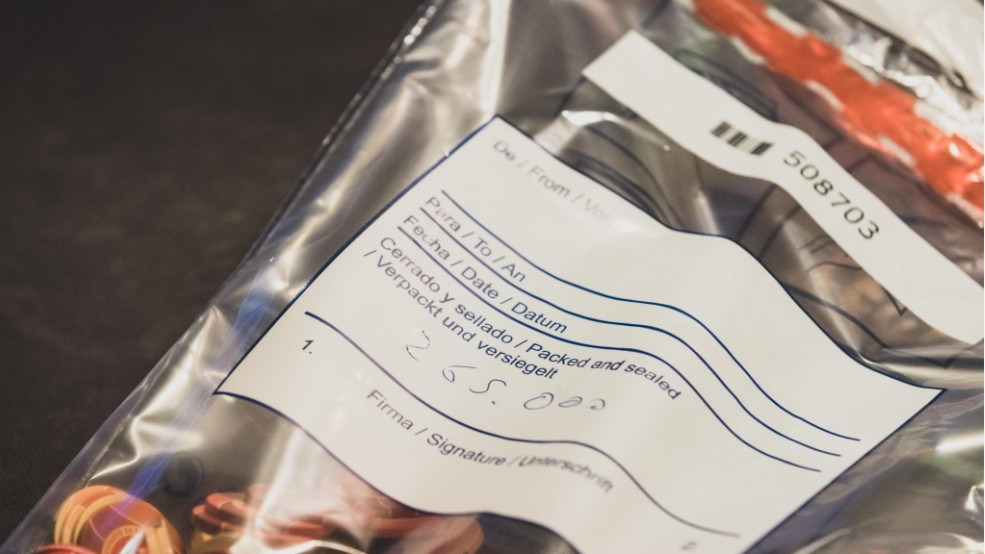 508703
De / From / Von
Para / To / An
Fecha / Date / Datum
Cerrado y sellado / Packed and sealed
/ Verpackt und versiegelt
1.
265.000
Firma / Signature / Unterschrift